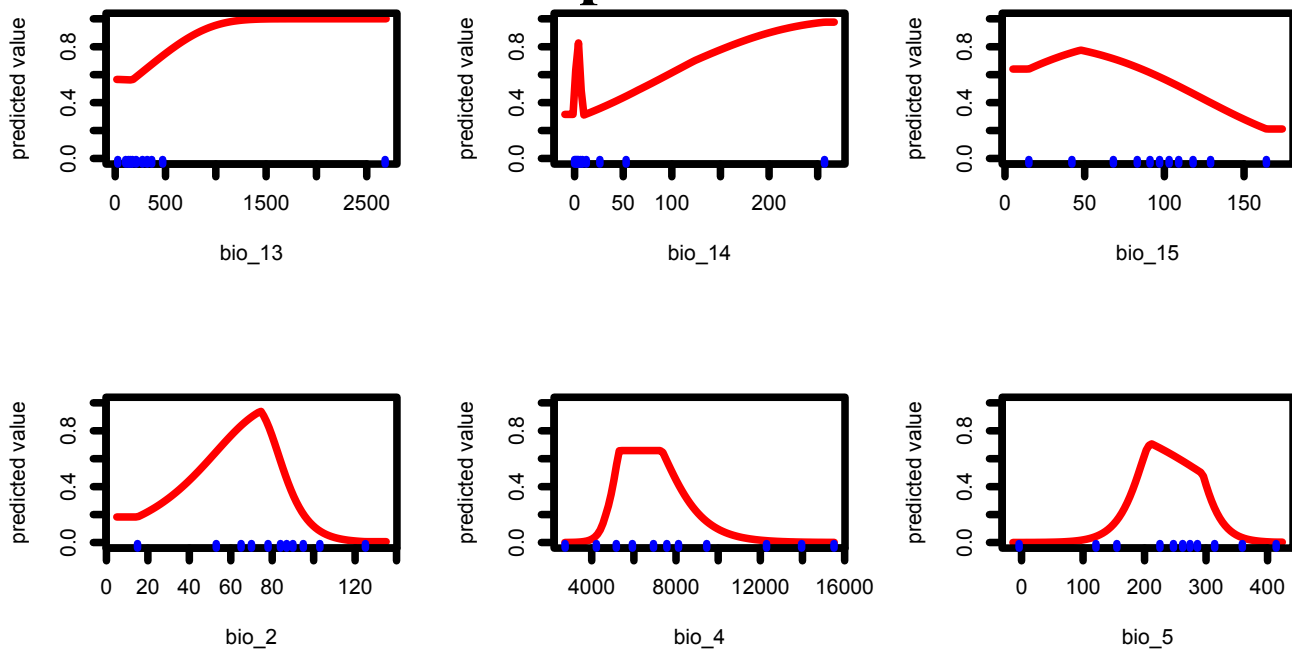 p
predicted value
0.0 0.4 0.8
0 500 1500 2500
bio_13
predicted value
0.0 0.4 0.8
0 50 100 200
bio_14
predicted value
0.0 0.4 0.8
0 50 100 150
bio_15
predicted value
0.0 0.4 0.8
0 20 40 60 80 120
bio_2
predicted value
0.0 0.4 0.8
4000 8000 12000 16000
bio_4
predicted value
0.0 0.4 0.8
0 100 200 300 400
bio_5